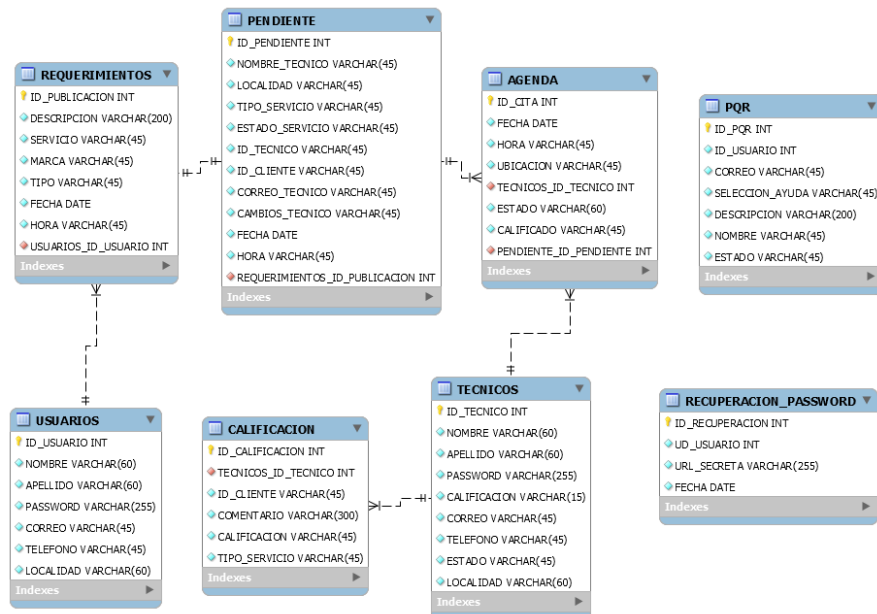 PENDIENTE
ID_PENDIENTE INT
NOMBRE_TECNICO VARCHAR(45)
LOCALIDAD VARCHAR(45)
TIPO_SERVICIO VARCHAR(45)
ESTADO_SERVICIO VARCHAR(45)
ID_TECNICO VARCHAR(45)
ID_CLIENTE VARCHAR(45)
CORREO_TECNICO VARCHAR(45)
CAMBIOS_TECNICO VARCHAR(45)
FECHA DATE
HORA VARCHAR(45)
REQUERIMIENTOS_ID_PUBLICACION INT
Indexes
REQUERIMIENTOS
ID_PUBLICACION INT
DESCRIPCION VARCHAR(200)
SERVICIO VARCHAR(45)
MARCA VARCHAR(45)
TIPO VARCHAR(45)
FECHA DATE
HORA VARCHAR(45)
USUARIOS_ID_USUARIO INT
Indexes
AGENDA
ID_CITA INT
FECHA DATE
HORA VARCHAR(45)
UBICACION VARCHAR(45)
TECNICOS_ID_TECNICO INT
ESTADO VARCHAR(60)
CALIFICADO VARCHAR(45)
PENDIENTE_ID_PENDIENTE INT
Indexes
PQR
ID_PQR INT
ID_USUARIO INT
CORREO VARCHAR(45)
SELECCION_AYUDA VARCHAR(45)
DESCRIPCION VARCHAR(200)
NOMBRE VARCHAR(45)
ESTADO VARCHAR(45)
Indexes
USUARIOS
ID_USUARIO INT
NOMBRE VARCHAR(60)
APELLIDO VARCHAR(60)
PASSWORD VARCHAR(255)
CORREO VARCHAR(45)
TELEFONO VARCHAR(45)
LOCALIDAD VARCHAR(60)
Indexes
CALIFICACION
ID_CALIFICACION INT
TECNICOS_ID_TECNICO INT
ID_CLIENTE VARCHAR(45)
COMENTARIO VARCHAR(300)
CALIFICACION VARCHAR(45)
TIPO_SERVICIO VARCHAR(45)
Indexes
TECNICOS
ID_TECNICO INT
NOMBRE VARCHAR(60)
APELLIDO VARCHAR(60)
PASSWORD VARCHAR(255)
CALIFICACION VARCHAR(15)
CORREO VARCHAR(45)
TELEFONO VARCHAR(45)
ESTADO VARCHAR(45)
LOCALIDAD VARCHAR(60)
Indexes
RECUPERACION_PASSWORD
ID_RECUPERACION INT
UD_USUARIO INT
URL_SECRETA VARCHAR(255)
FECHA DATE
Indexes